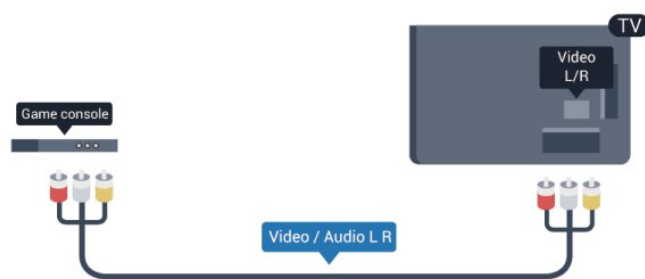 TV
Video
L/R
Game console
Video / Audio L R